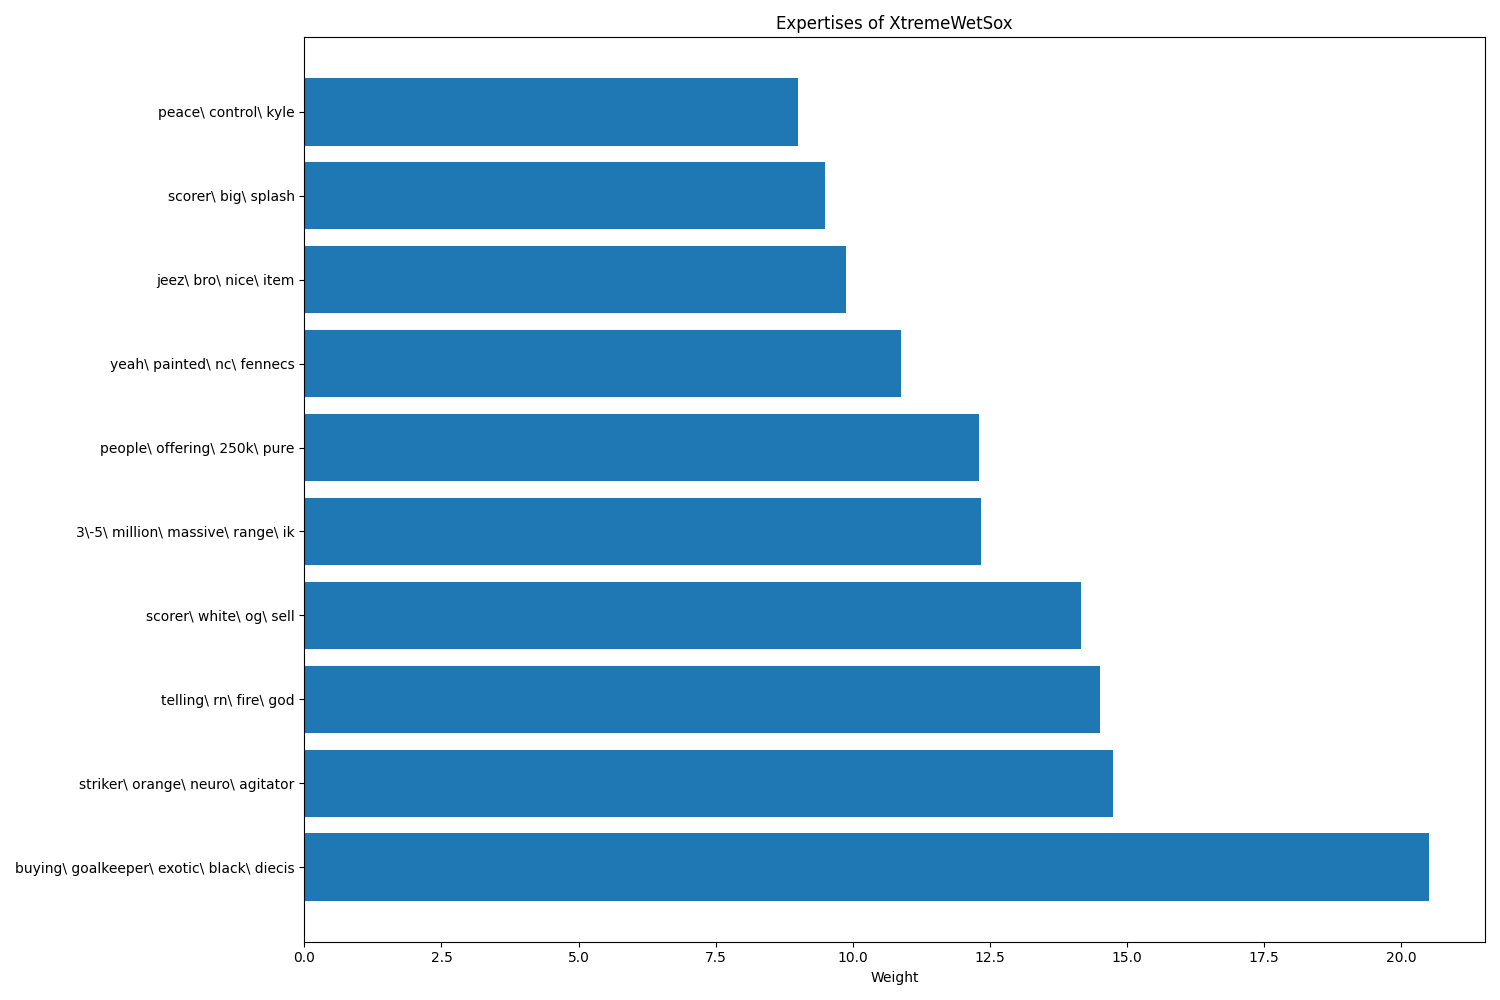 Expertises of XtremeWetSox
peace\ control\ kyle
scorer\ big\ splash
jeez\ bro\ nice\ item
yeah\ painted\ nc\ fennecs
people\ offering\ 250k\ pure
3\-5\ million\ massive\ range\ ik
scorer\ white\ og\ sell
telling\ rn\ fire\ god
striker\ orange\ neuro\ agitator
buying\ goalkeeper\ exotic\ black\ diecis
0.0 2.5 5.0 7.5 10.0 12.5 15.0 17.5 20.0
Weight